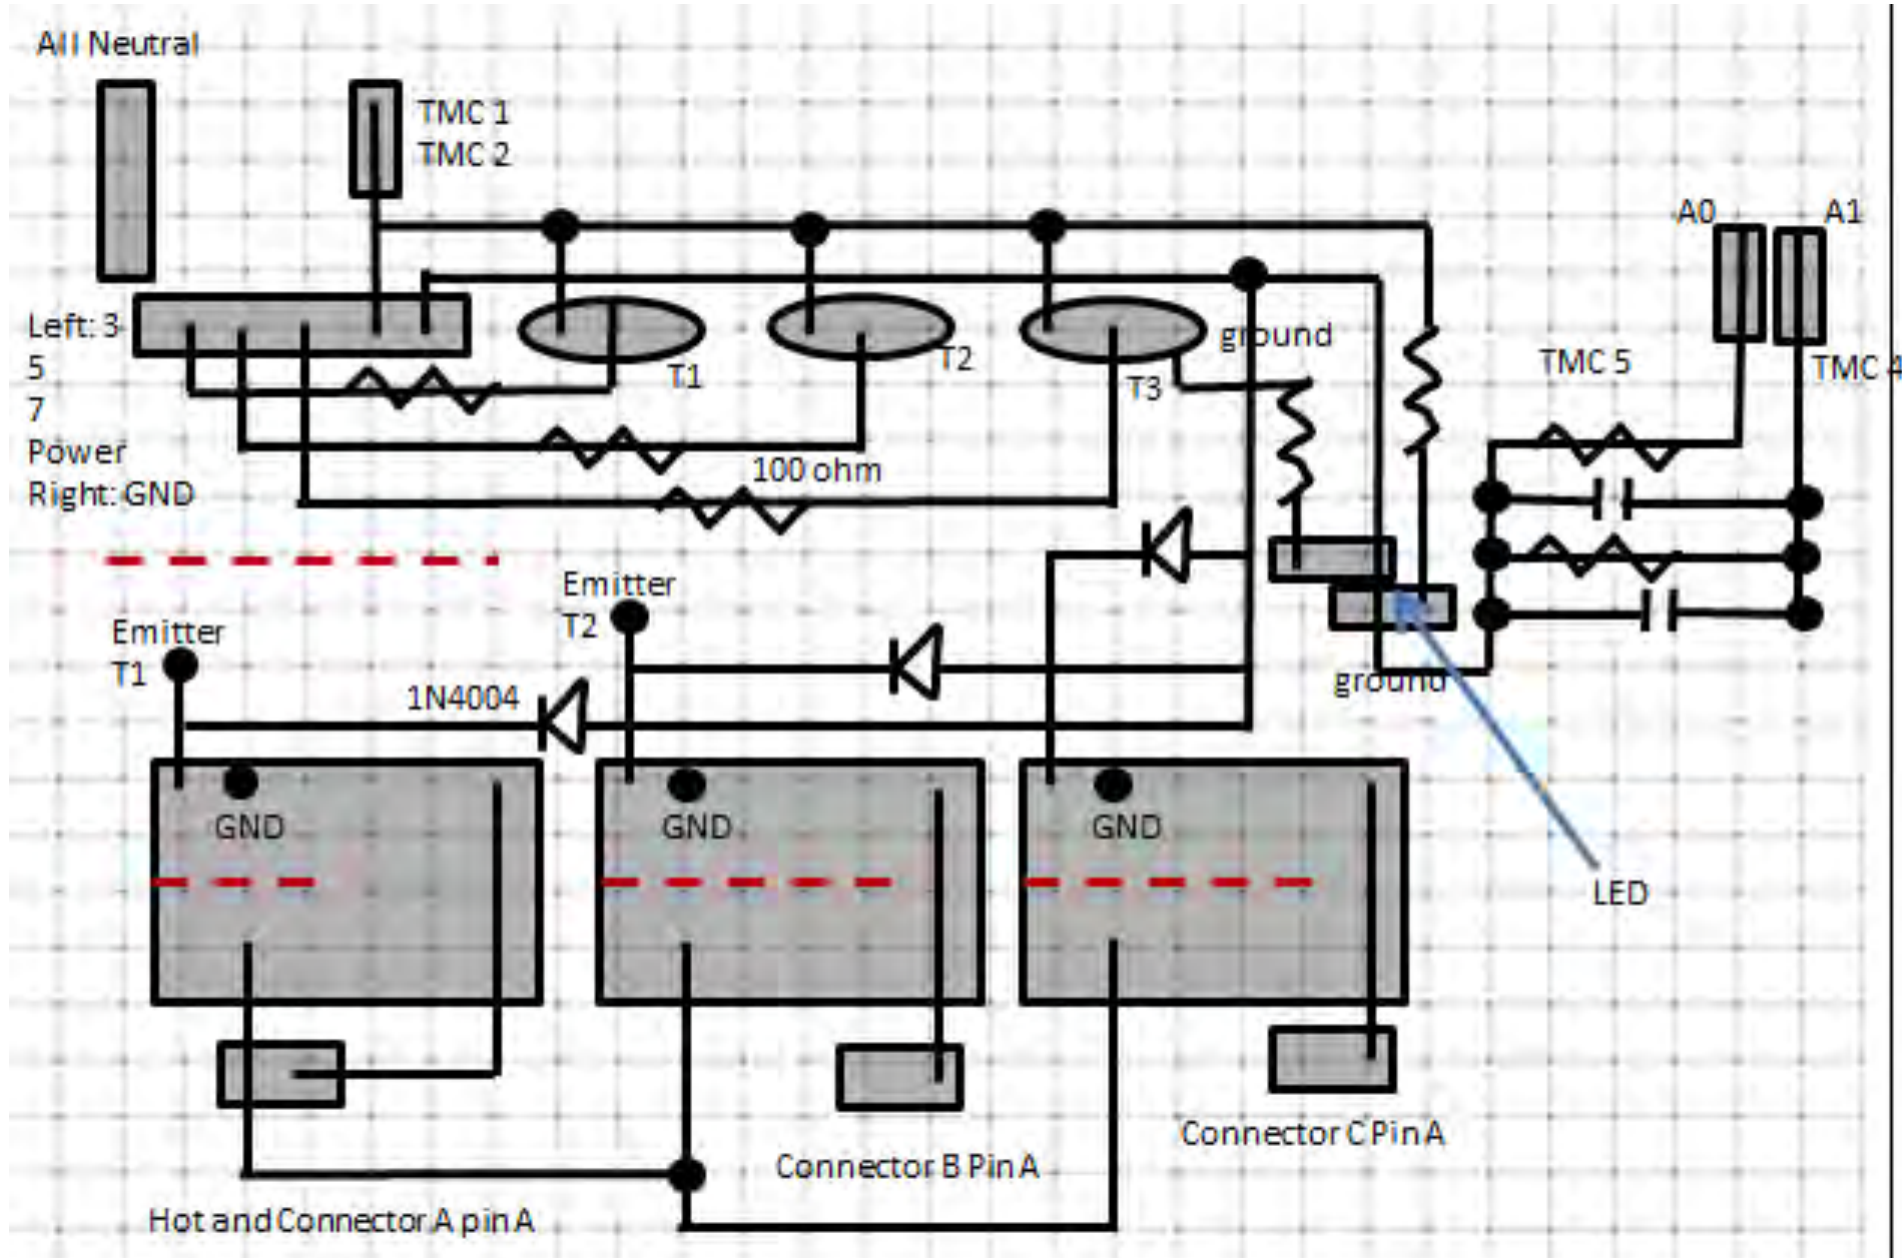 All Neutral
TMC 1
TMC 2
A0
A1
Left: 3
5
7
Power
Right: GND
T1
T2
T3
ground
TMC 5
TMC 4
100 ohm
Emitter
T2
Emitter
T1
1N4004
ground
GND
GND
GND
LED
Connector C Pin A
Connector B Pin A
Hot and Connector A pin A